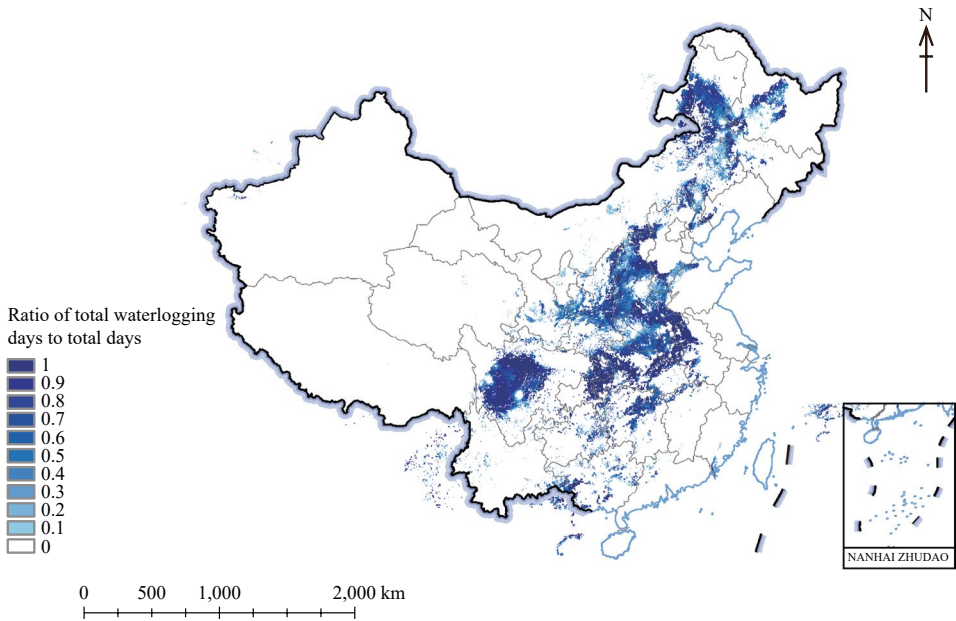 N
Ratio of total waterlogging
days to total days
1
0.9
0.8
0.7
0.6
0.5
0.4
0.3
0.2
0.1
0
NANHAI ZHUDAO
0 500 1,000 2,000 km